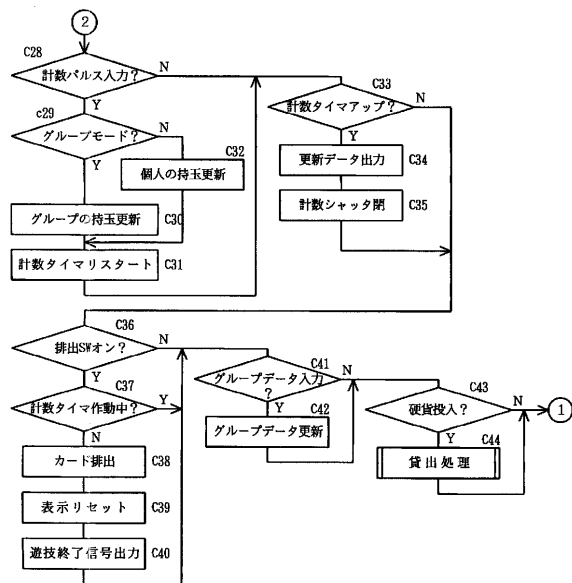 2
C28
計数パルス入力?
N
Y
c29
グループモード?
N
Y
C32
個人の持玉更新
グループの持玉更新
C30
計数タイマリスタート
C31
C33
計数タイマアップ?
N
Y
更新データ出力
C34
計数シャッタ閉
C35
C36
排出SWオン?
N
Y
C37
計数タイマ作動中?
Y
N
カード排出
C38
表示リセット
C39
遊技終了信号出力
C40
C41
グループデータ入力
?
N
Y
C42
グループデータ更新
C43
硬貨投入?
N
Y
C44
貸出処理
1